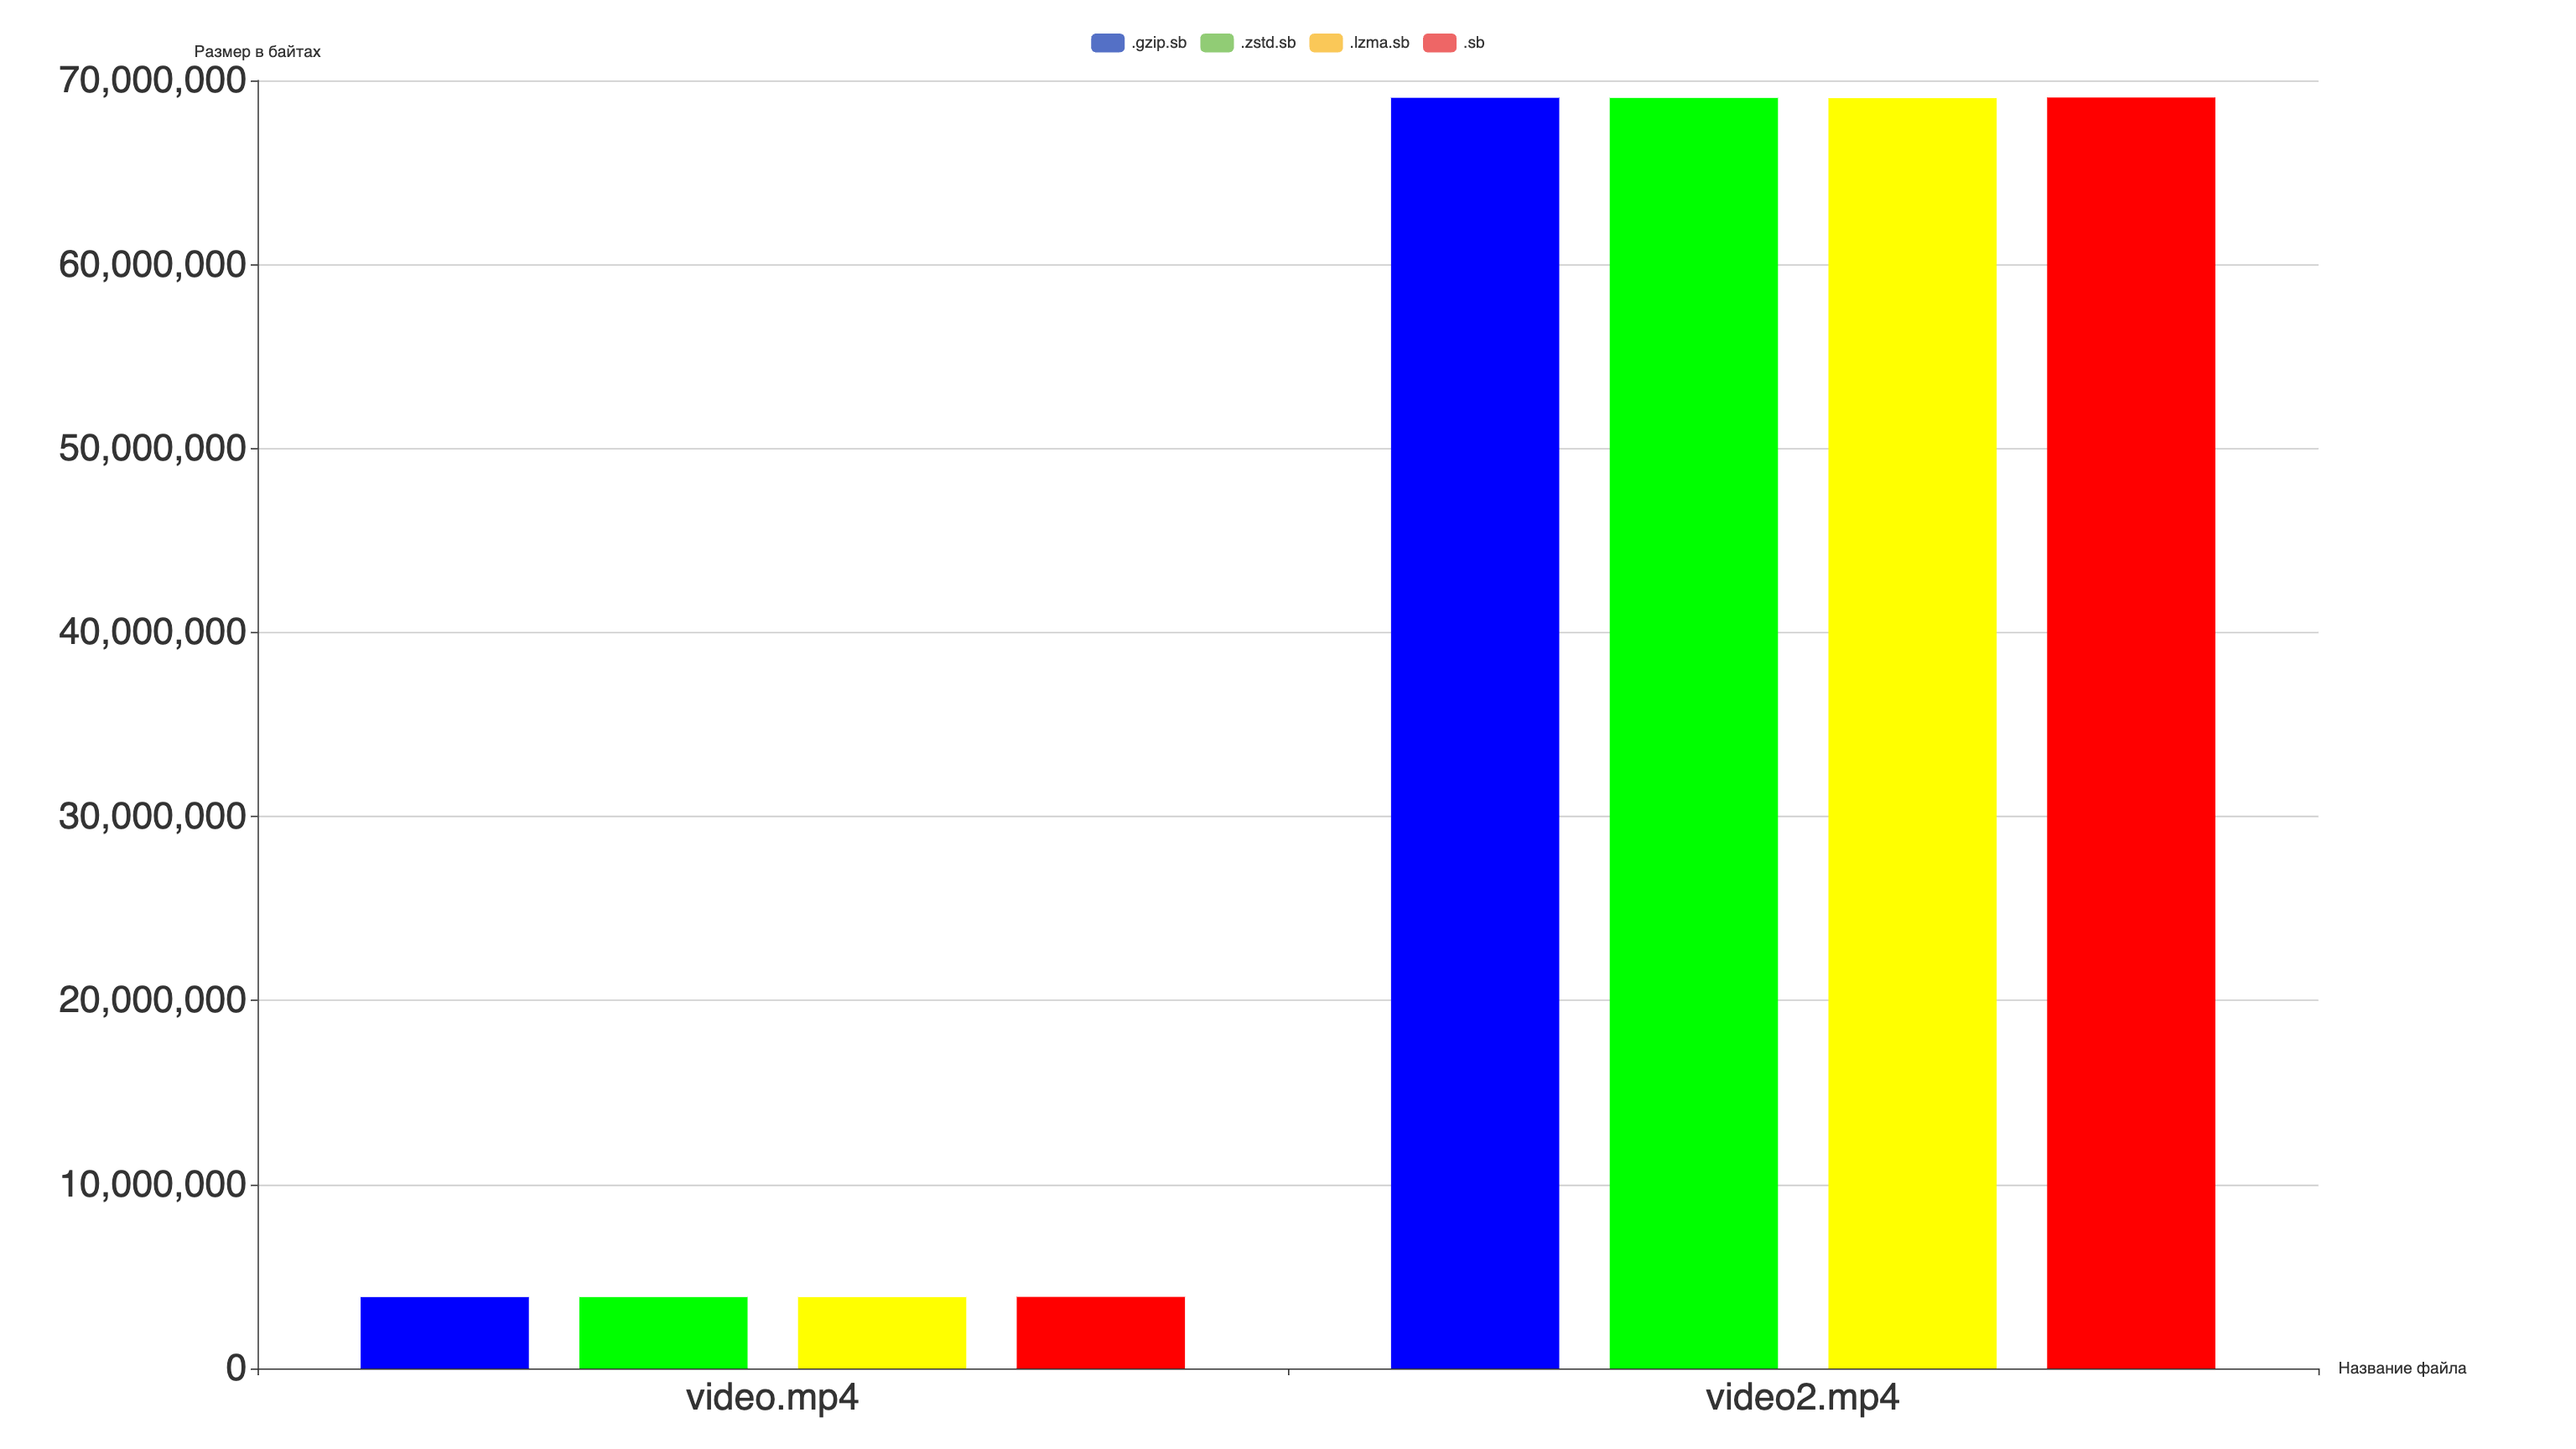 .gzip.sb .zstd.sb .lzma.sb .sb
Размер в байтах
70,000,000
60,000,000
50,000,000
40,000,000
30,000,000
20,000,000
10,000,000
0
video.mp4 video2.mp4
Название файла